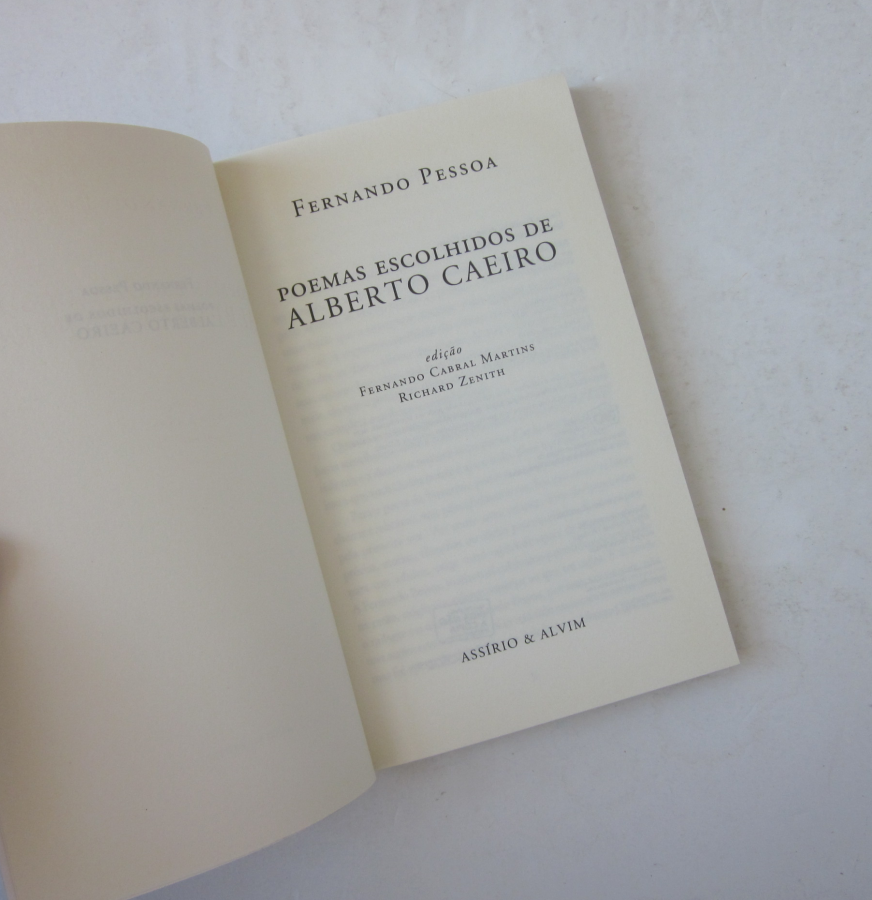 FERNANDO PESSOA
POEMAS ESCOLHIDOS DE
ALBERTO CAEIRO
edição
FERNANDO CABRAL MARTINS
RICHARD ZENITH
ASSÍRIO & ALVIM